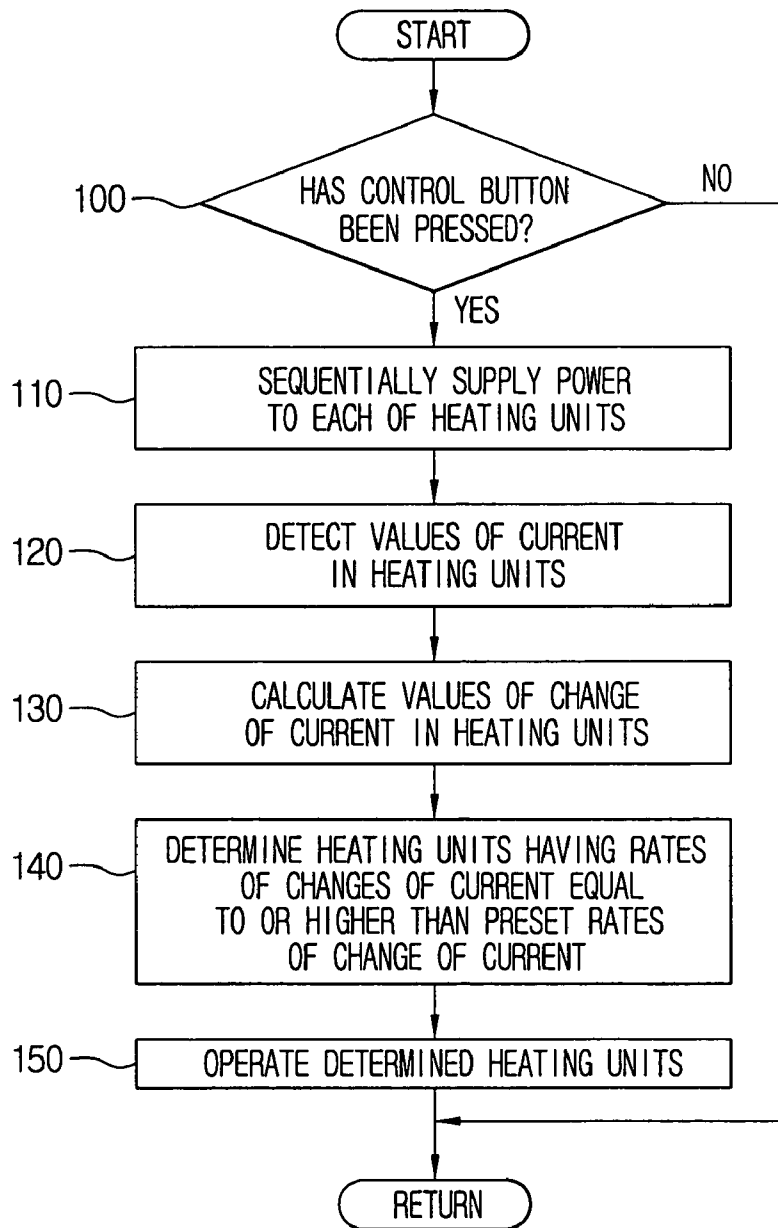 START
100
HAS CONTROL BUTTON
BEEN PRESSED?
NO
YES
110
SEQUENTIALLY SUPPLY POWER
TO EACH OF HEATING UNITS
120
DETECT VALUES OF CURRENT
IN HEATING UNITS
130
CALCULATE VALUES OF CHANGE
OF CURRENT IN HEATING UNITS
140
DETERMINE HEATING UNITS HAVING RATES
OF CHANGES OF CURRENT EQUAL
TO OR HIGHER THAN PRESET RATES
OF CHANGE OF CURRENT
150
OPERATE DETERMINED HEATING UNITS
RETURN